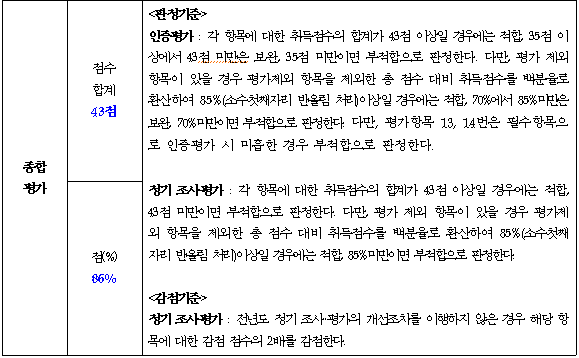 <판정기준>
인증평가 : 각 항목에 대한 취득점수의 합계가 43점 이상일 경우에는 적합, 35점 이
상에서 43점 미만은 보완, 35점 미만이면 부적합으로 판정한다. 다만, 평가 제외
항목이 있을 경우 평가제외 항목을 제외한 총 점수 대비 취득점수를 백분율로
환산하여 85%(소수첫째자리 반올림 처리)이상일 경우에는 적합, 70%에서 85%미만은
보완, 70%미만이면 부적합으로 판정한다. 다만, 평가항목 13, 14번은 필수항목으
로 인증평가 시 미흡한 경우 부적합으로 판정한다.
점수
합계
43점
종합
평가
정기 조사·평가 : 각 항목에 대한 취득점수의 합계가 43점 이상일 경우에는 적합,
43점 미만이면 부적합으로 판정한다. 다만, 평가 제외 항목이 있을 경우 평가제
외 항목을 제외한 총 점수 대비 취득점수를 백분율로 환산하여 85%(소수첫째
자리 반올림 처리)이상일 경우에는 적합, 85%미만이면 부적합으로 판정한다.
점(%)
86%
<감점기준>
정기 조사·평가 : 전년도 정기 조사·평가의 개선조치를 이행하지 않은 경우 해당 항
목에 대한 감점 점수의 2배를 감점한다.